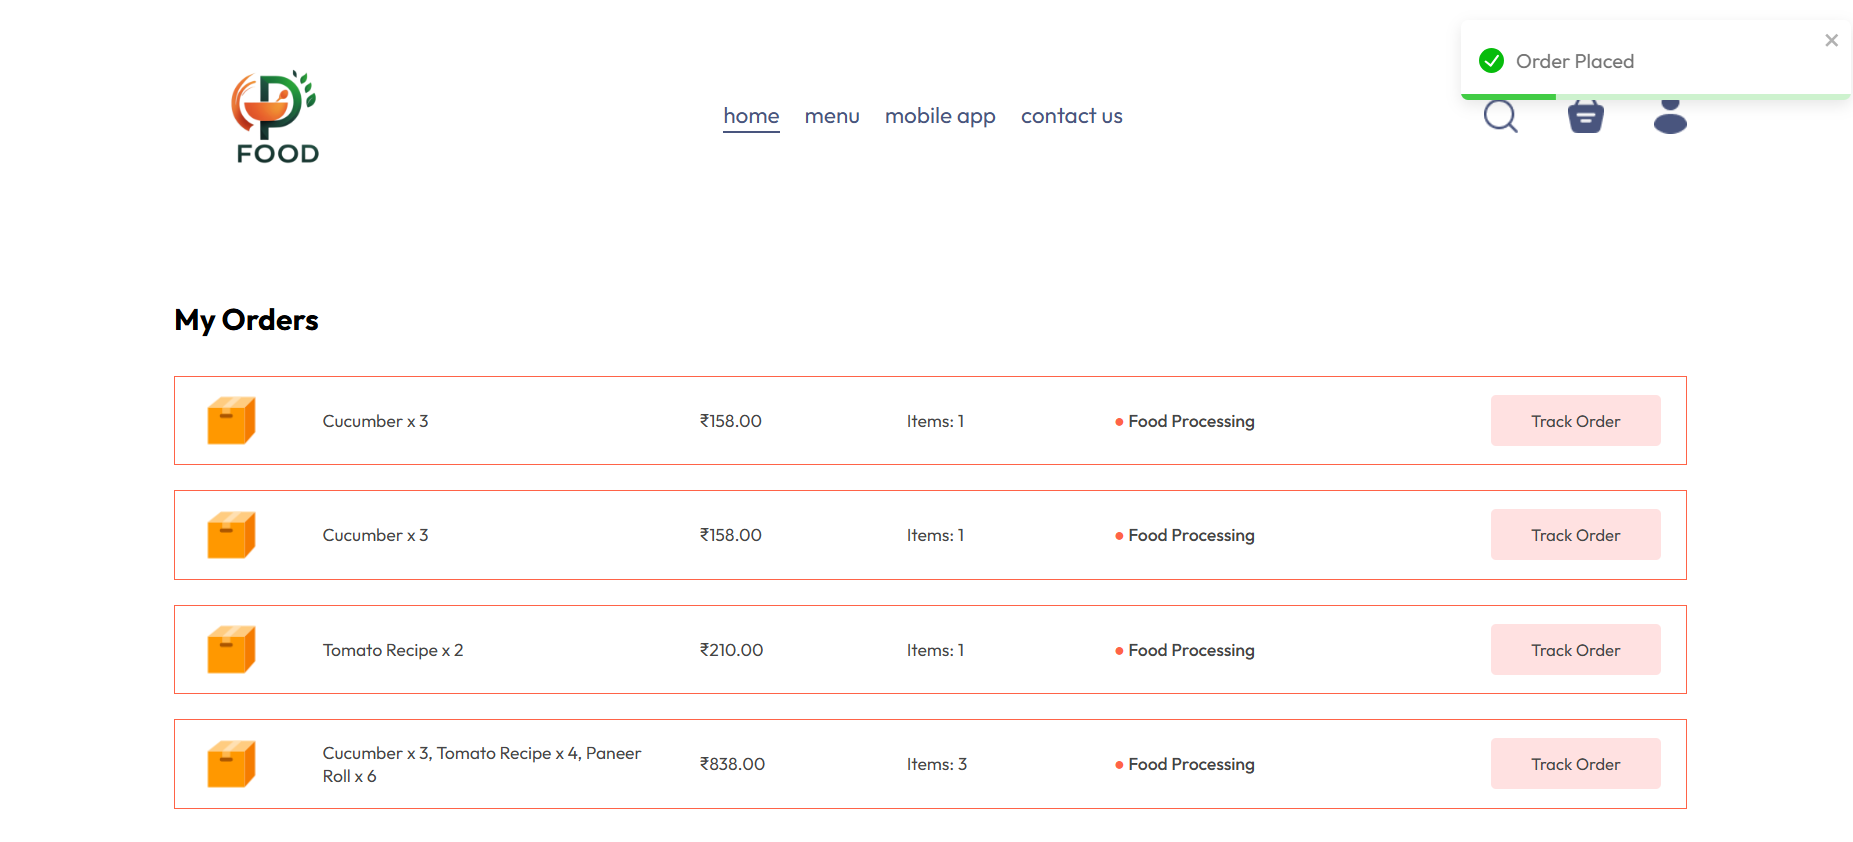 Order Placed
FOOD
home menu mobile app contact us
My Orders
Cucumber x 3 ₹158.00 Items: 1 • Food Processing Track Order
Cucumber x 3 ₹158.00 Items: 1 • Food Processing Track Order
Tomato Recipe x 2 ₹210.00 Items: 1 • Food Processing Track Order
Cucumber x 3, Tomato Recipe x 4, Paneer
Roll x 6 ₹838.00 Items: 3 • Food Processing Track Order